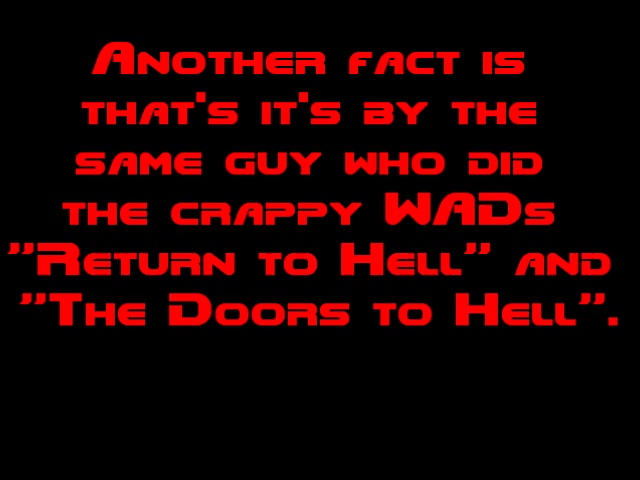 Another fact is
that's it's by the
same guy who did
the crappy WADs
"Return to Hell" and
"The Doors to Hell".